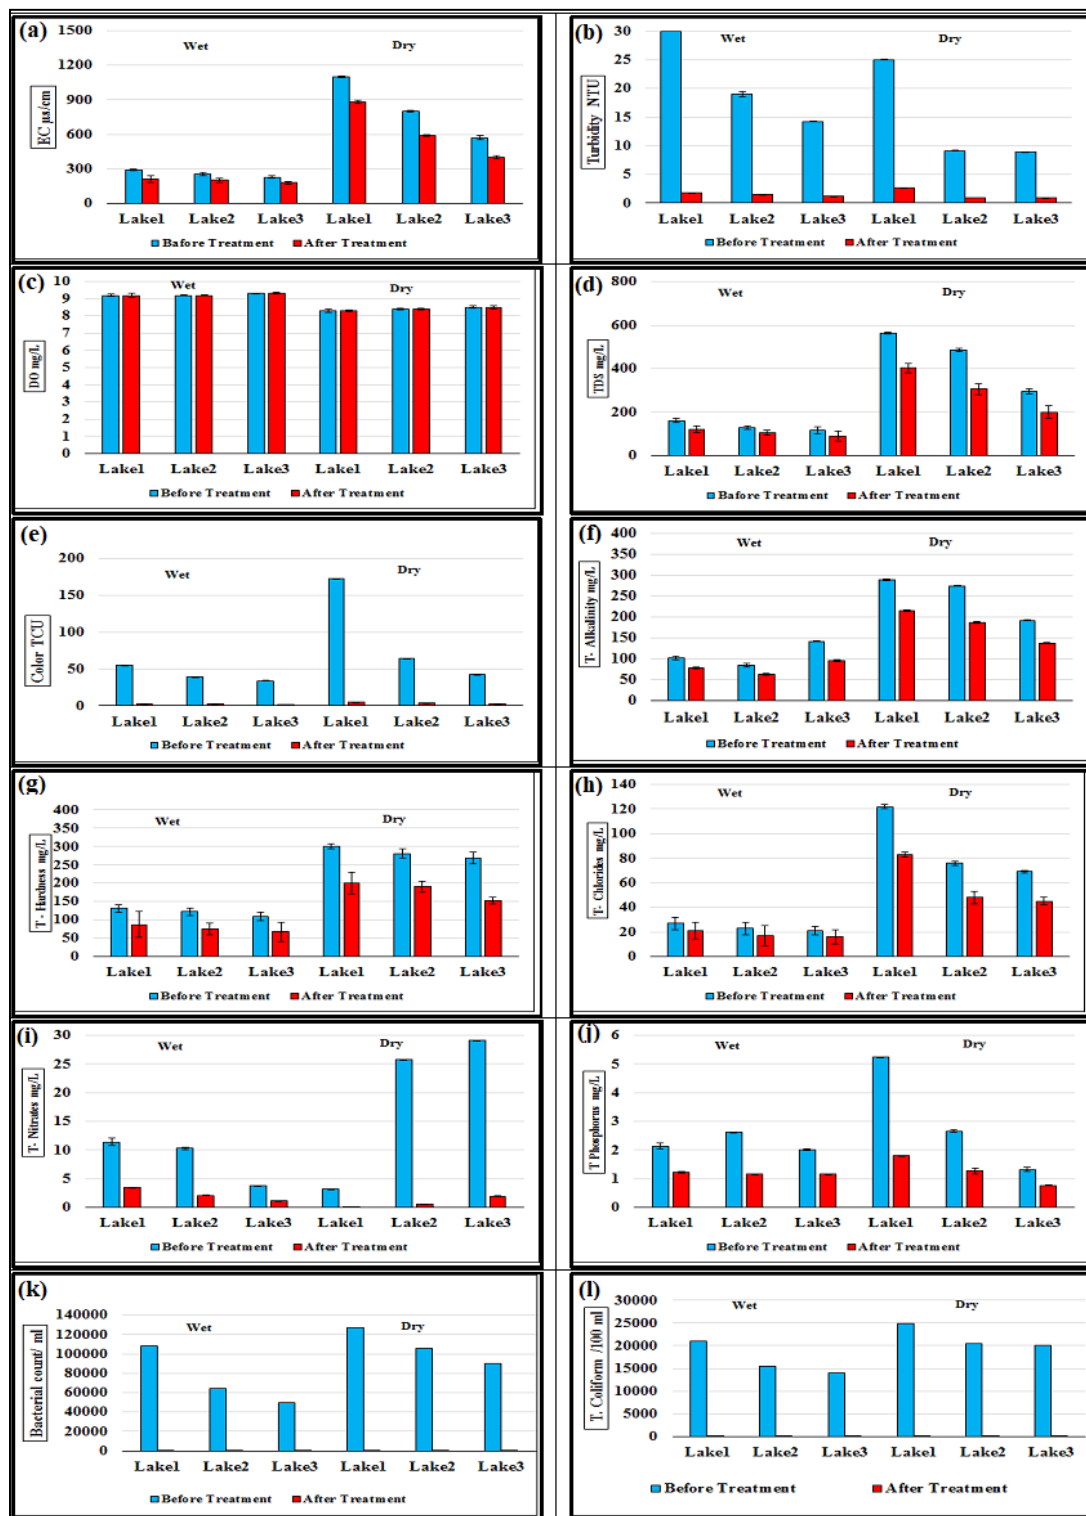 (a)
EC µs/cm
1500
1200
900
600
300
0
Wet
Dry
Lake1 Lake2 Lake3 Lake1 Lake2 Lake3
Bafore Treatment After Treatment
(b)
Turbidity NTU
30
25
20
15
10
5
0
Wet
Dry
Lake1 Lake2 Lake3 Lake1 Lake2 Lake3
Before Treatment After Treatment
(c)
DO mg/L
10
9
8
7
6
5
4
3
2
1
0
Wet
Dry
Lake1 Lake2 Lake3 Lake1 Lake2 Lake3
Before Treatment After Treatment
(d)
TDS mg/L
800
600
400
200
0
Wet
Dry
Lake1 Lake2 Lake3 Lake1 Lake2 Lake3
Bafore Treatment After Treatment
(e)
Color TCU
200
150
100
50
0
Wet
Dry
Lake1 Lake2 Lake3 Lake1 Lake2 Lake3
Before Treatment After Treatment
(f)
T- Alkalinity mg/L
400
350
300
250
200
150
100
50
0
Wet
Dry
Lake1 Lake2 Lake3 Lake1 Lake2 Lake3
Before Treatment After Treatment
(g)
T - Hardness mg/L
400
350
300
250
200
150
100
50
0
Wet
Dry
Lake1 Lake2 Lake3 Lake1 Lake2 Lake3
Before Treatment After Treatment
(h)
T- Chlorides mg/L
140
120
100
80
60
40
20
0
Wet
Dry
Lake1 Lake2 Lake3 Lake1 Lake2 Lake3
Before Treatment After Treatment
(i)
T- Nitrates mg/L
30
25
20
15
10
5
0
Wet
Dry
Lake1 Lake2 Lake3 Lake1 Lake2 Lake3
Before Treatment After Treatment
(j)
T Phosphorus mg/L
6
5
4
3
2
1
0
Wet
Dry
Lake1 Lake2 Lake3 Lake1 Lake2 Lake3
Before Treatment After Treatment
(k)
Bacterial count/ ml
140000
120000
100000
80000
60000
40000
20000
0
Wet
Dry
Lake1 Lake2 Lake3 Lake1 Lake2 Lake3
Before Treatment After Treatment
(l)
T. Coliform /100 ml
30000
25000
20000
15000
10000
5000
0
Wet
Dry
Lake1 Lake2 Lake3 Lake1 Lake2 Lake3
Before Treatment After Treatment